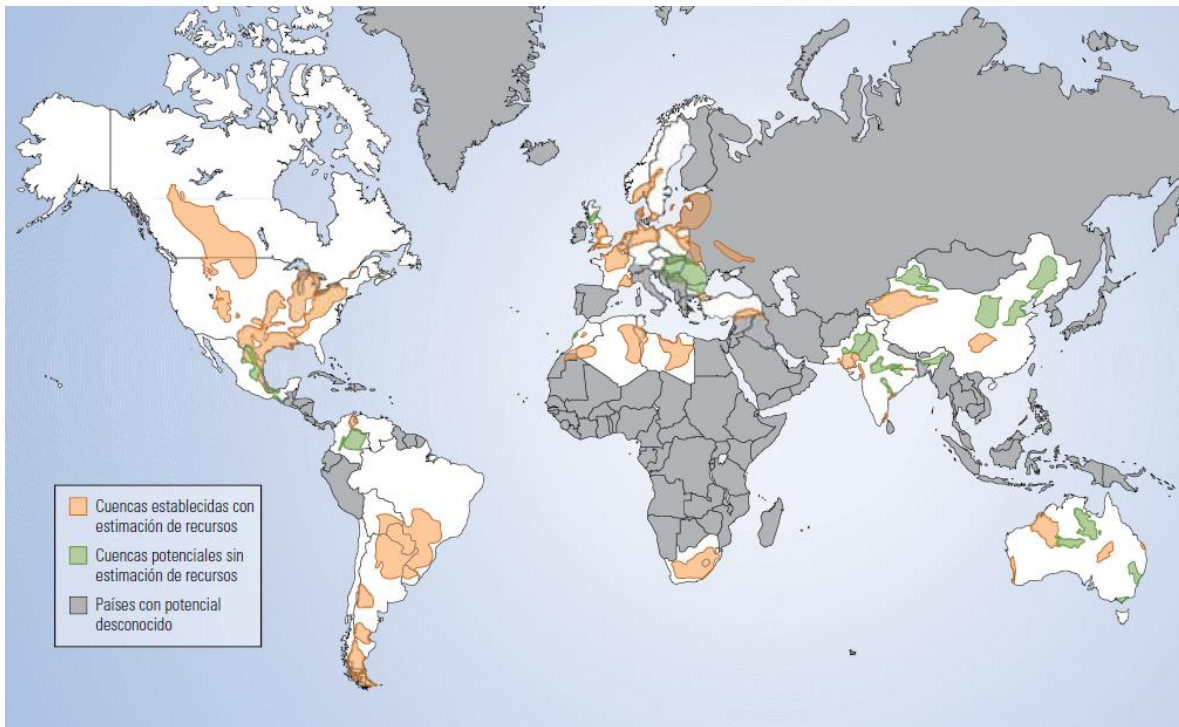 Cuencas establecidas con
estimación de recursos
Cuencas potenciales sin
estimación de recursos
Países con potencial
desconocido